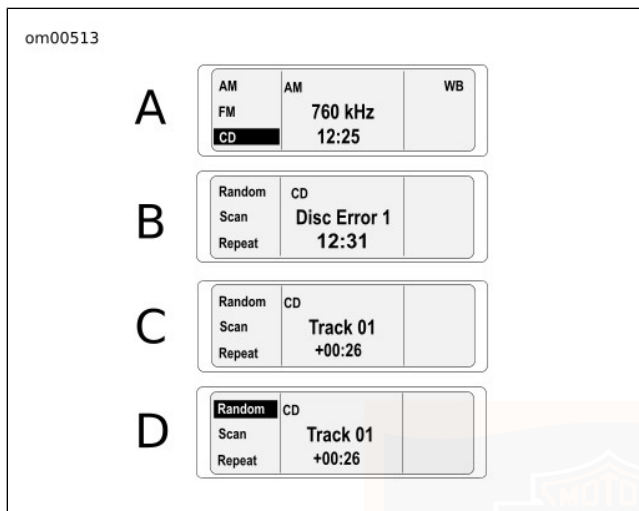 om00513
A
AM AM WB
FM 760 kHz
CD 12:25
B
Random CD
Scan Disc Error 1
Repeat 12:31
C
Random CD
Scan Track 01
Repeat +00:26
D
Random CD
Scan Track 01
Repeat +00:26
MOTO